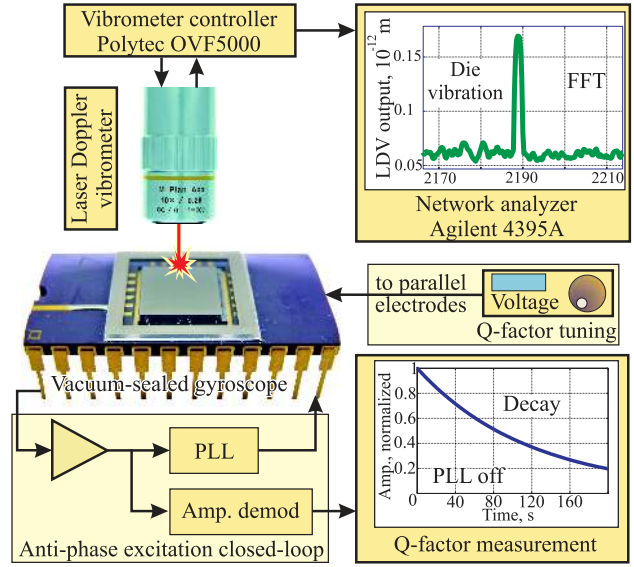 Vibrometer controller
Polytec OVF5000
Laser Doppler
vibrometer
M Plan Apo
LDV output, 10⁻¹² m
0.15
0.1
0.05
Die
vibration
FFT
2170
2190
2210
Network analyzer
Agilent 4395A
to parallel
electrodes
Voltage
Q-factor tuning
Vacuum-sealed gyroscope
PLL
Amp. demod
Anti-phase excitation closed-loop
Amp., normalized
1
0.8
0.6
0.4
0.2
0
Decay
PLL off
40
80
120
160
Time, s
Q-factor measurement